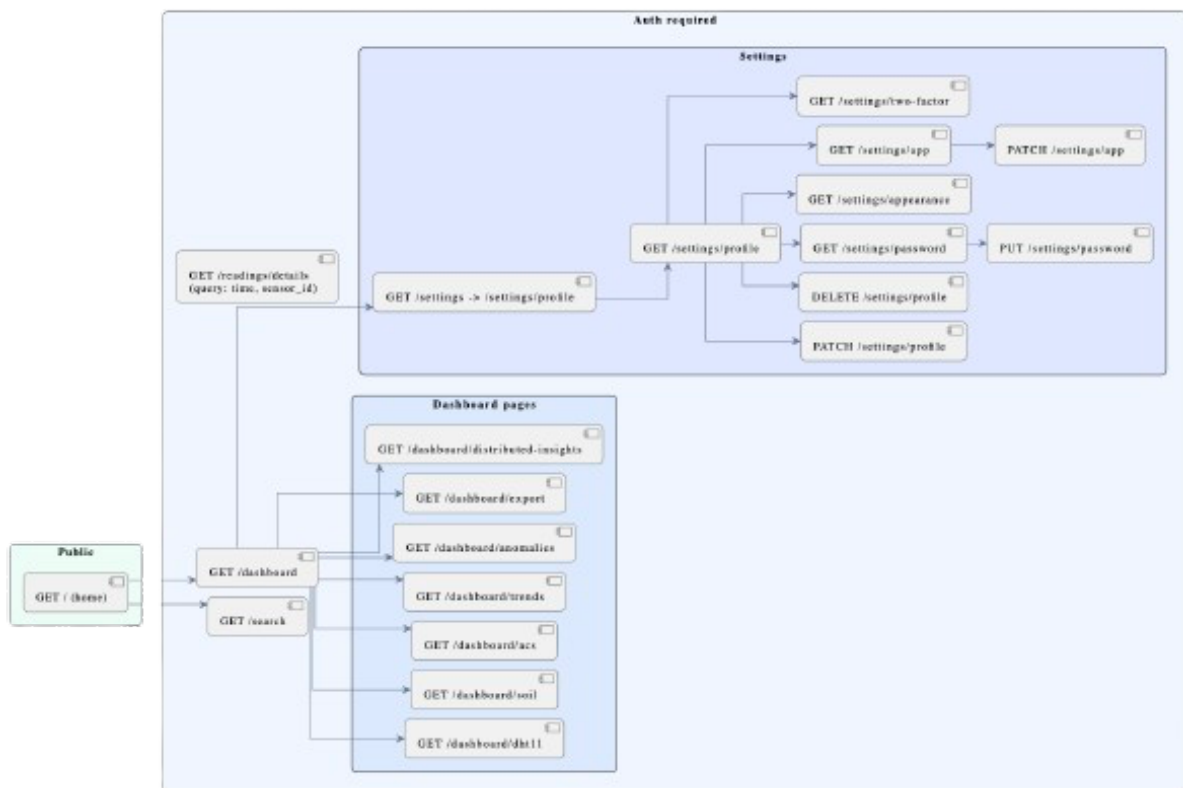 Auth required
Settings
GET /settings/two-factor
GET /settings/app
PATCH /settings/app
GET /settings/appearance
GET /settings/profile
GET /settings/password
PUT /settings/password
GET /readings/details
(query: time, sensor_id)
GET /settings -> /settings/profile
DELETE /settings/profile
PATCH /settings/profile
Dashboard pages
GET /dashboard/distributed-insights
GET /dashboard/export
GET /dashboard/anomalies
Public
GET /dashboard
GET / (home)
GET /dashboard/trends
GET /search
GET /dashboard/acs
GET /dashboard/soil
GET /dashboard/dht11